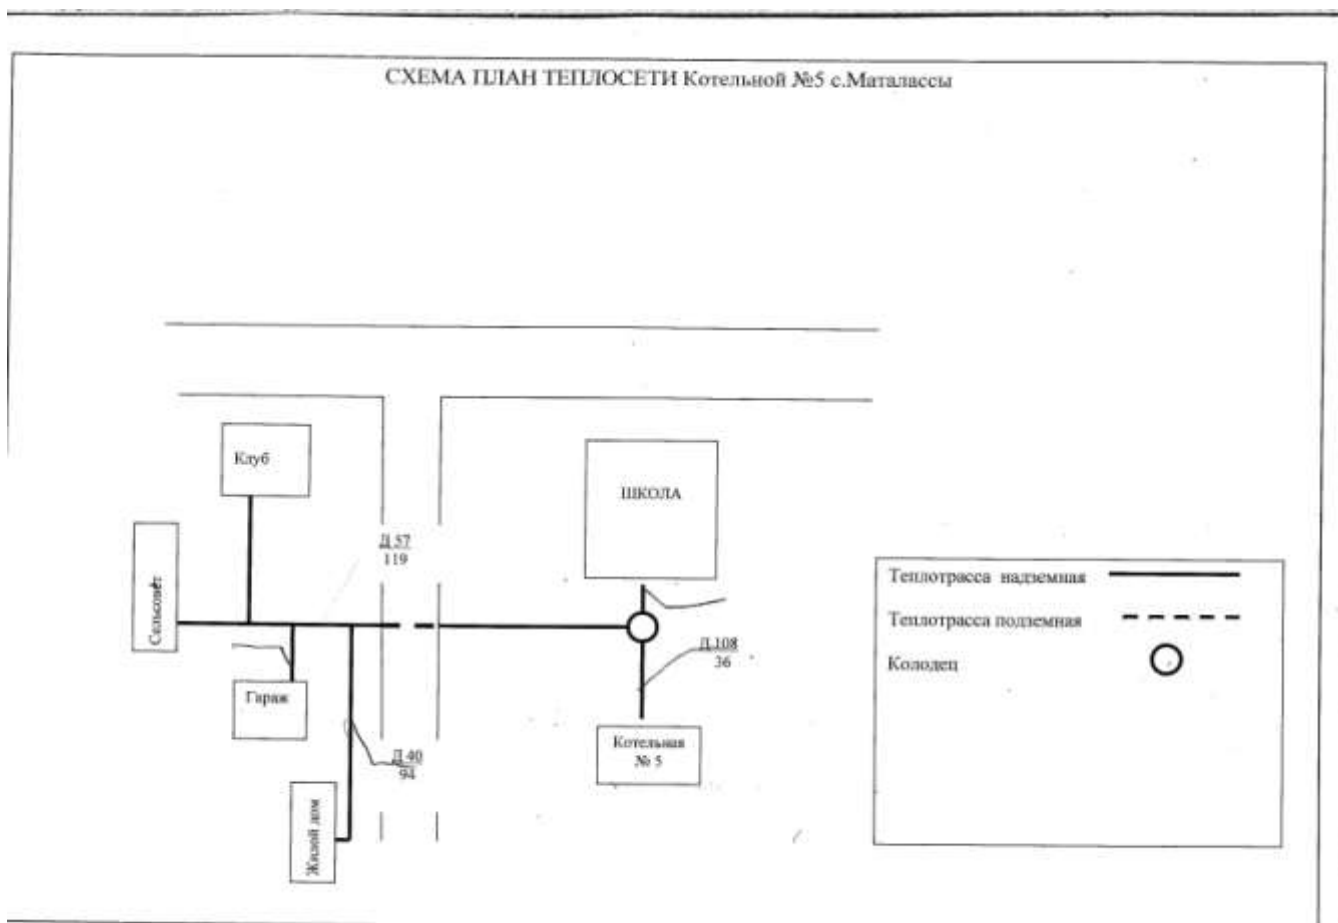 СХЕМА ПЛАН ТЕПЛОСЕТИ Котельной №5 с.Маталассы
Клуб
ШКОЛА
Сельсовет
Д 57
119
Теплотрасса надземная
Теплотрасса подземная
Колодец
Д 108
36
Гараж
Котельная
№ 5
Д 40
94
Жилой дом